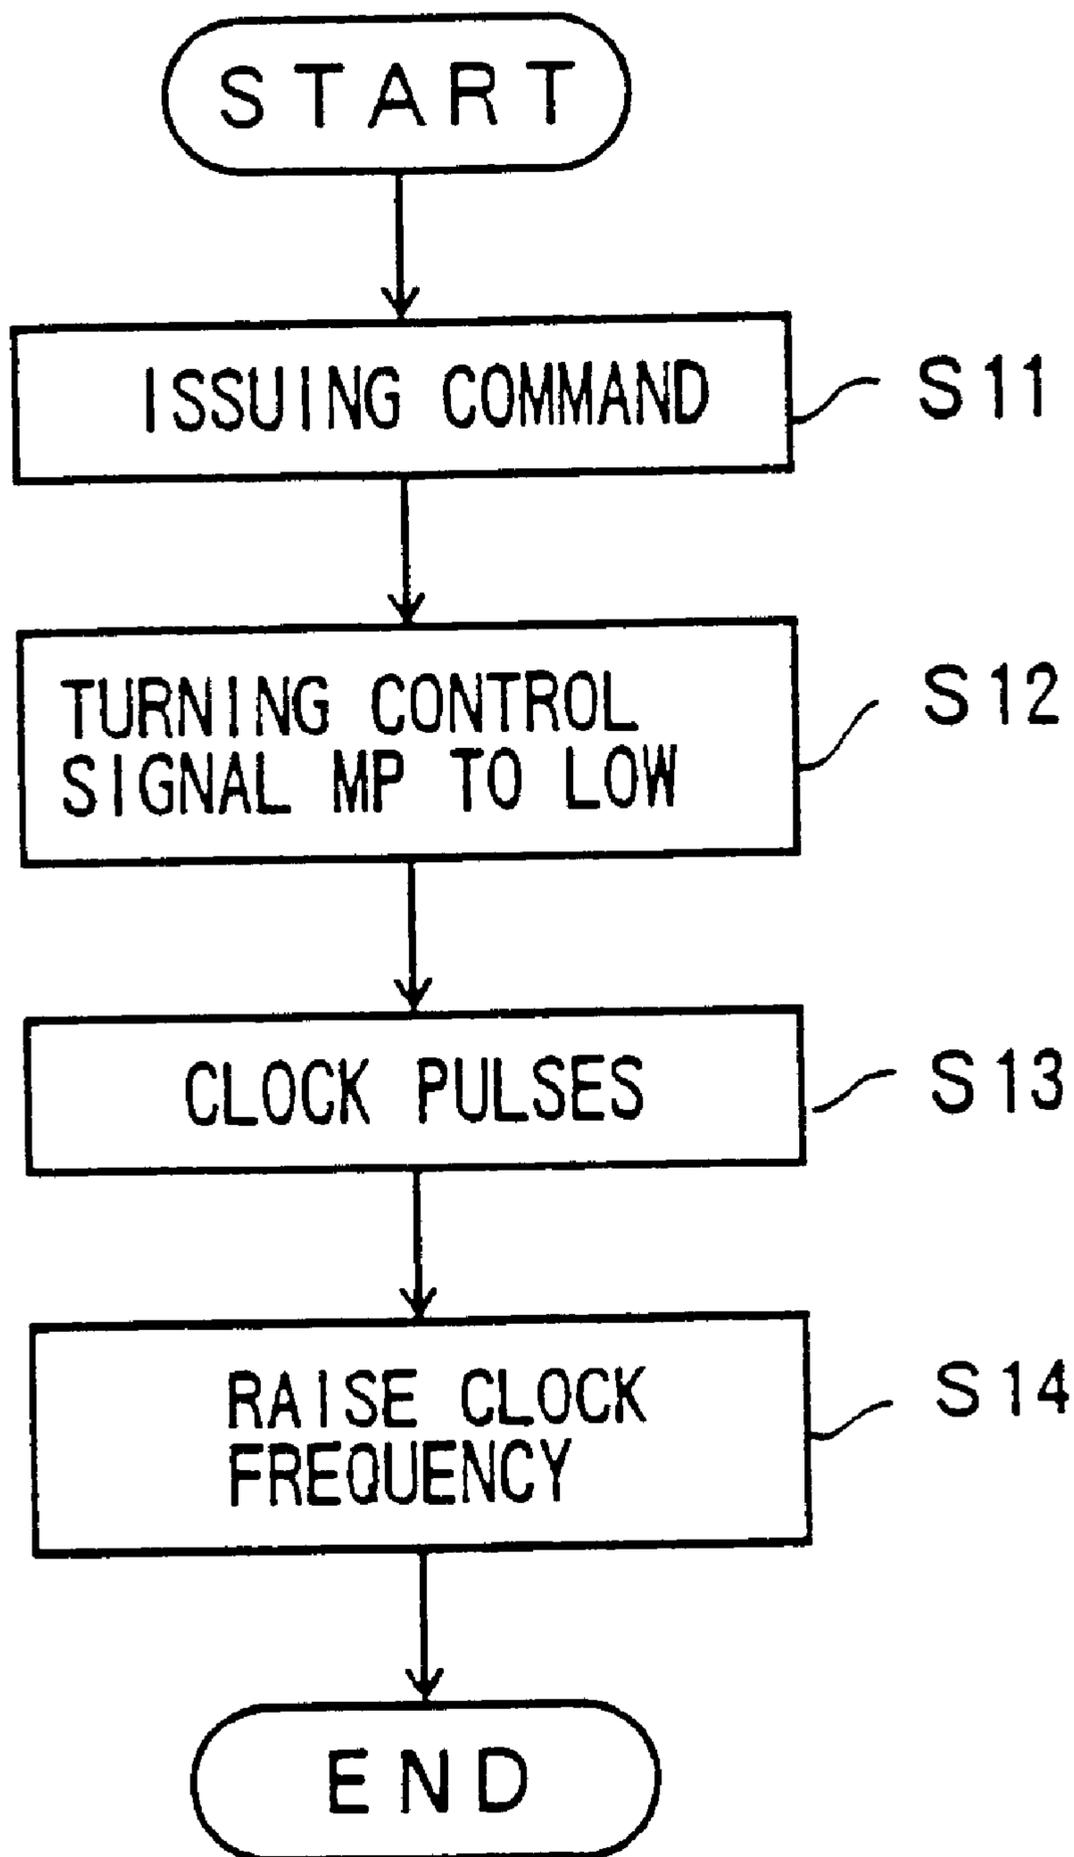 START
ISSUING COMMAND
S11
TURNING CONTROL
SIGNAL MP TO LOW
S12
CLOCK PULSES
S13
RAISE CLOCK
FREQUENCY
S14
END